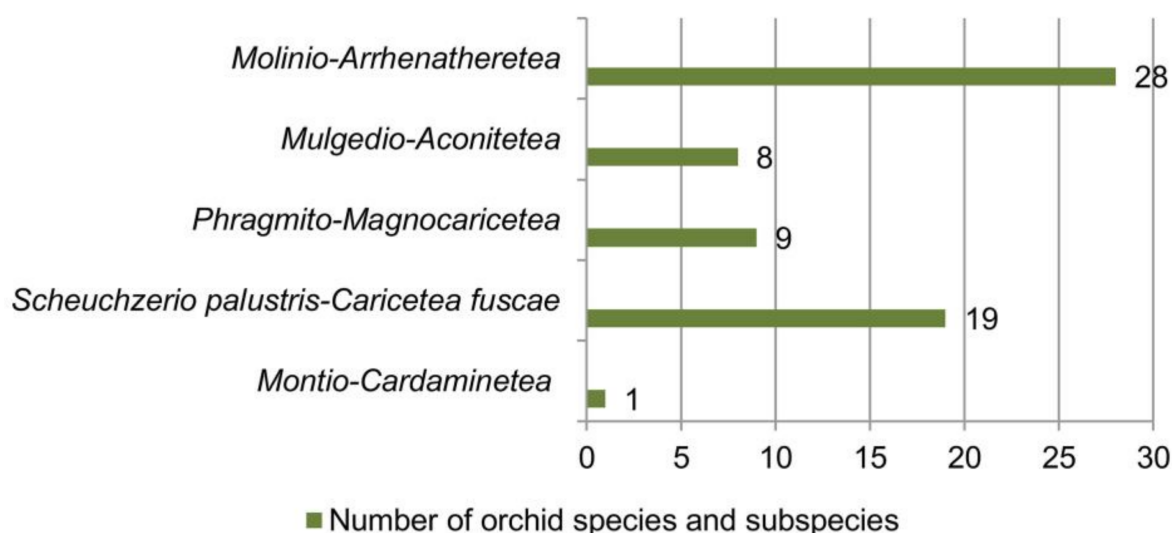 Molinio-Arrhenatheretea
28
Mulgedio-Aconitetea
8
Phragmito-Magnocaricetea
9
Scheuchzerio palustris-Caricetea fuscae
19
Montio-Cardaminetea
1
0 5 10 15 20 25 30
Number of orchid species and subspecies